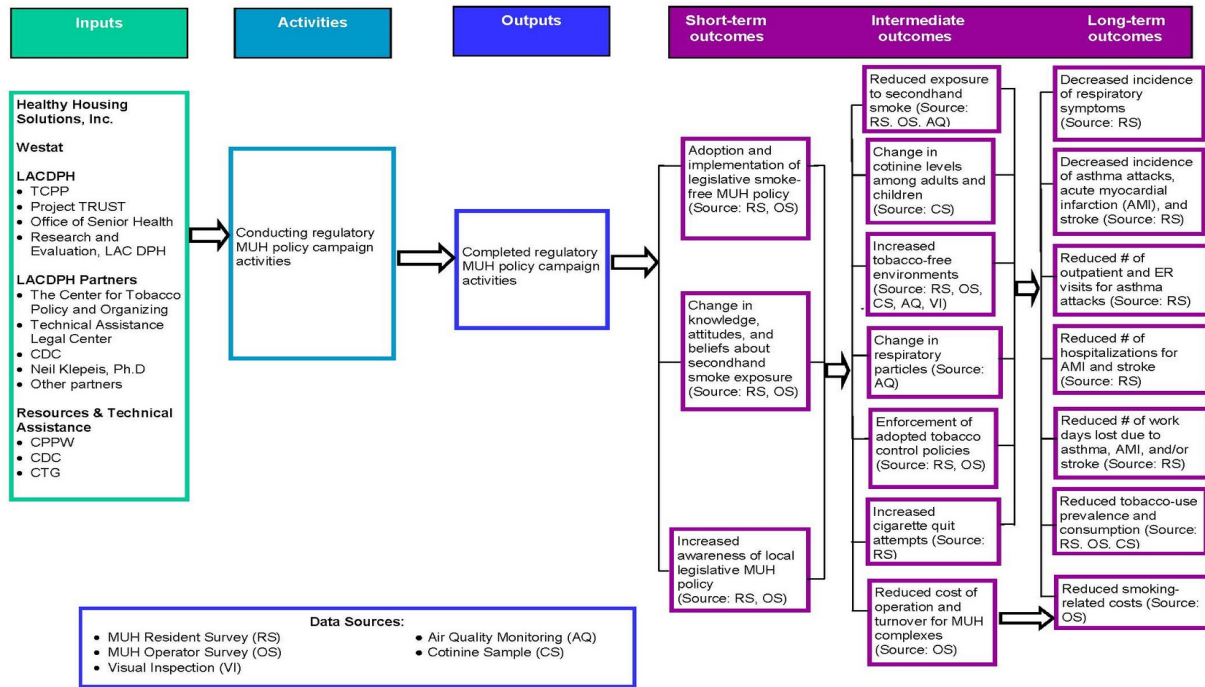 Inputs
Activities
Outputs
Short-term
outcomes
Intermediate
outcomes
Long-term
outcomes
Healthy Housing
Solutions, Inc.
Westat
LACDPH
• TCPP
• Project TRUST
• Office of Senior Health
• Research and
Evaluation, LAC DPH
LACDPH Partners
• The Center for Tobacco
Policy and Organizing
• Technical Assistance
Legal Center
• CDC
• Neil Klepeis, Ph.D
• Other partners
Resources & Technical
Assistance
• CPPW
• CDC
• CTG
Conducting regulatory
MUH policy campaign
activities
Completed regulatory
MUH policy campaign
activities
Adoption and
implementation of
legislative smoke-
free MUH policy
(Source: RS, OS)
Change in
knowledge,
attitudes, and
beliefs about
secondhand
smoke exposure
(Source: RS, OS)
Increased
awareness of local
legislative MUH
policy
(Source: RS, OS)
Reduced exposure
to secondhand
smoke (Source:
RS, OS, AQ)
Change in
cotinine levels
among adults and
children
(Source: CS)
Increased
tobacco-free
environments
(Source: RS, OS,
CS, AQ, VI)
Change in
respiratory
particles (Source:
AQ)
Enforcement of
adopted tobacco
control policies
(Source: RS, OS)
Increased
cigarette quit
attempts (Source:
RS)
Reduced cost of
operation and
turnover for MUH
complexes
(Source: OS)
Decreased incidence
of respiratory
symptoms
(Source: RS)
Decreased incidence
of asthma attacks,
acute myocardial
infarction (AMI), and
stroke (Source: RS)
Reduced # of
outpatient and ER
visits for asthma
attacks (Source: RS)
Reduced # of
hospitalizations for
AMI and stroke
(Source: RS)
Reduced # of work
days lost due to
asthma, AMI, and/or
stroke (Source: RS)
Reduced tobacco-use
prevalence and
consumption (Source:
RS, OS, CS)
Reduced smoking-
related costs (Source:
OS)
Data Sources:
• MUH Resident Survey (RS)
• MUH Operator Survey (OS)
• Visual Inspection (VI)
• Air Quality Monitoring (AQ)
• Cotinine Sample (CS)